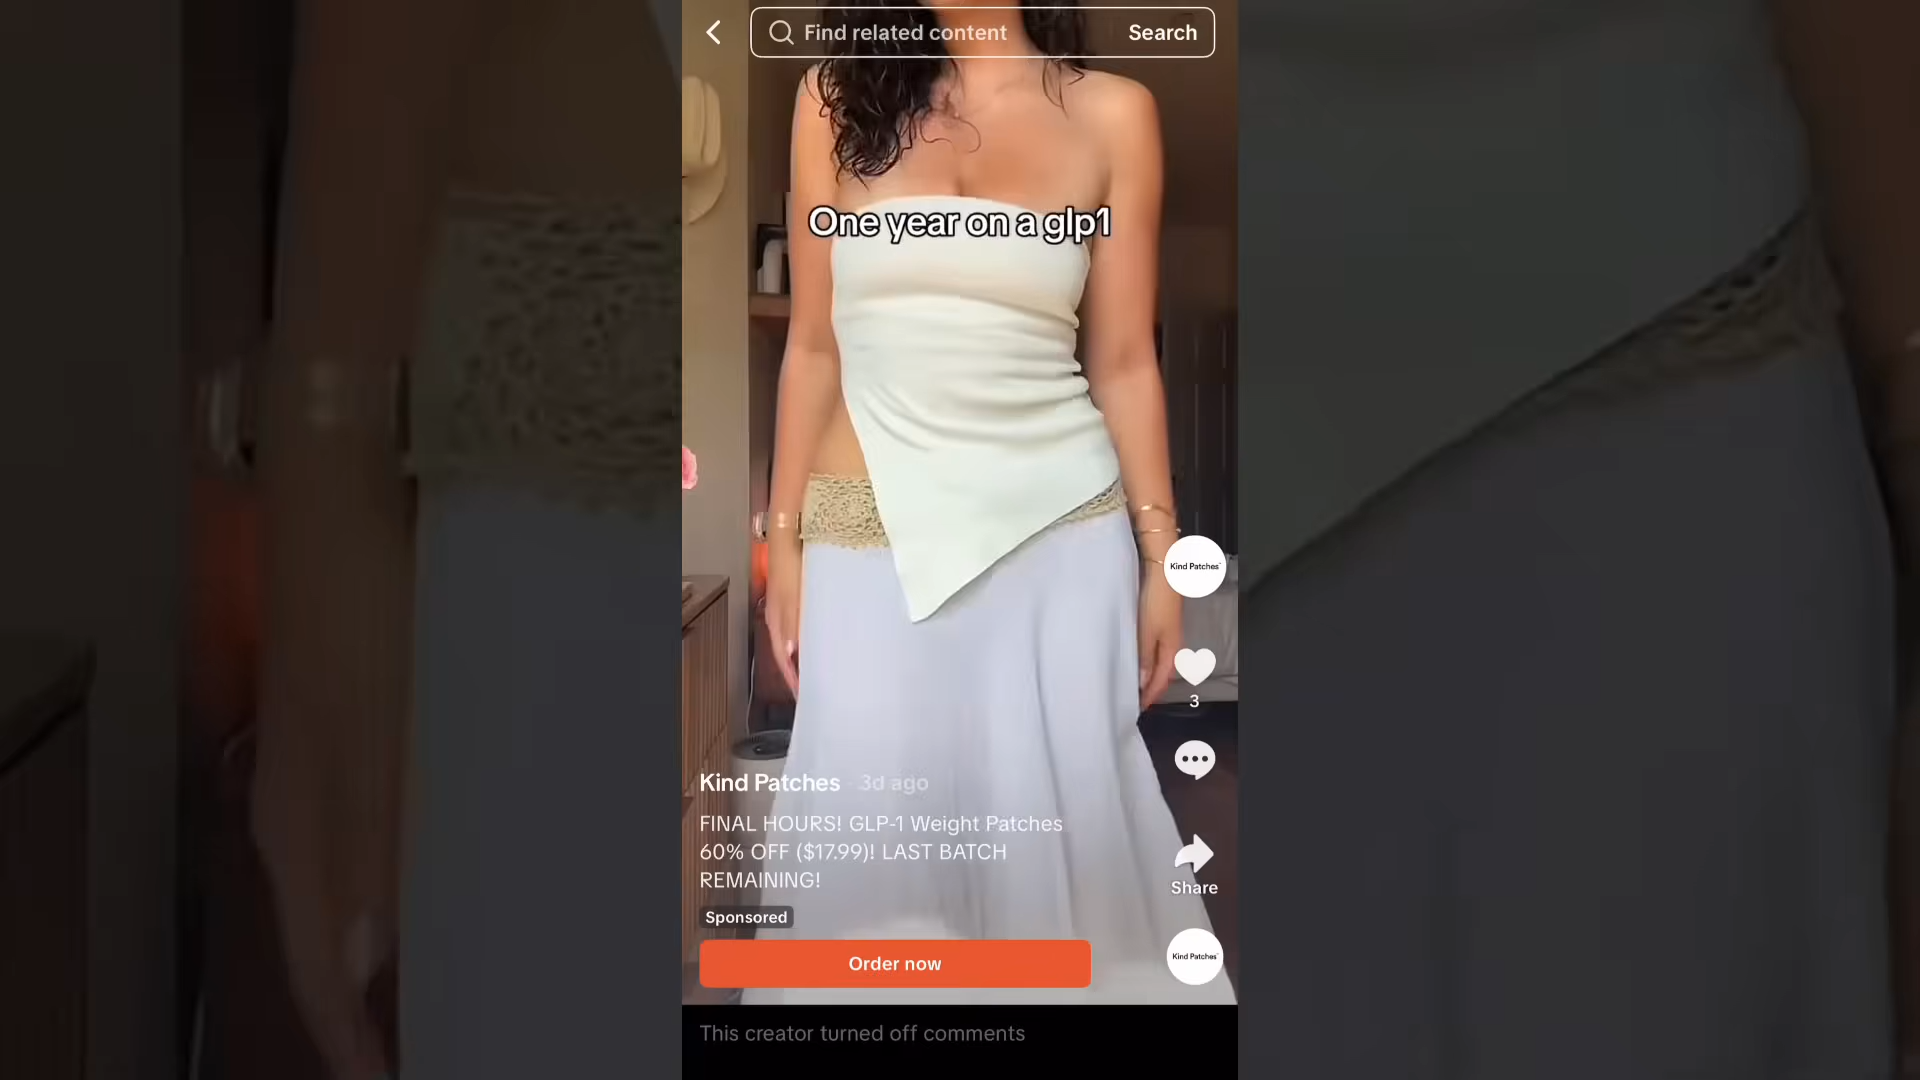 Find related content Search
One year on a glp1
Kind Patches
3
Kind Patches · 3d ago
FINAL HOURS! GLP-1 Weight Patches
60% OFF ($17.99)! LAST BATCH
REMAINING!
Share
Sponsored
Order now
Kind Patches
This creator turned off comments